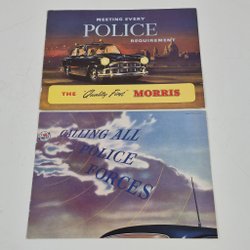 MEETING EVERY
POLICE
REQUIREMENT
THE Quality First MORRIS
CALLING ALL
POLICE
FORCES